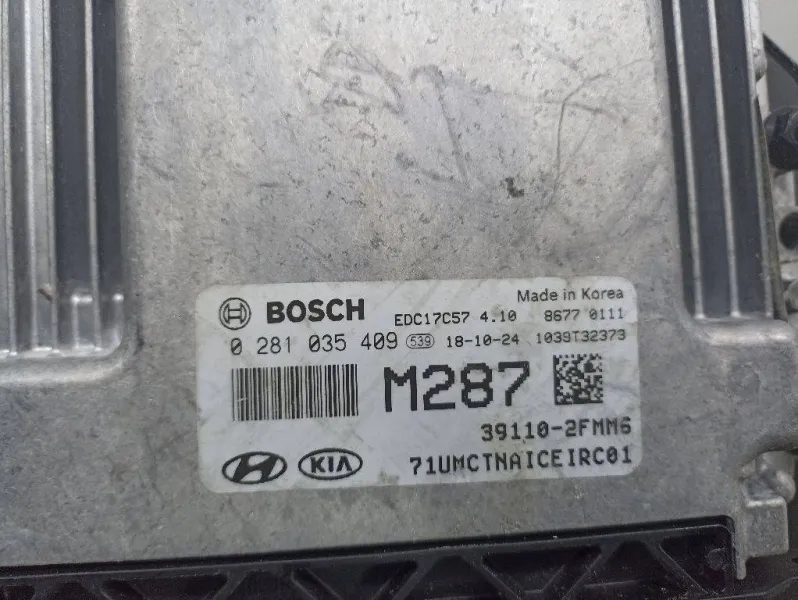 Made in Korea
BOSCH EDC17C57 4.10 8677 0111
0 281 035 409 539 18-10-24 1039T32373
M287
39110-2FMM6
KIA 71UMCTNAICEIRC01